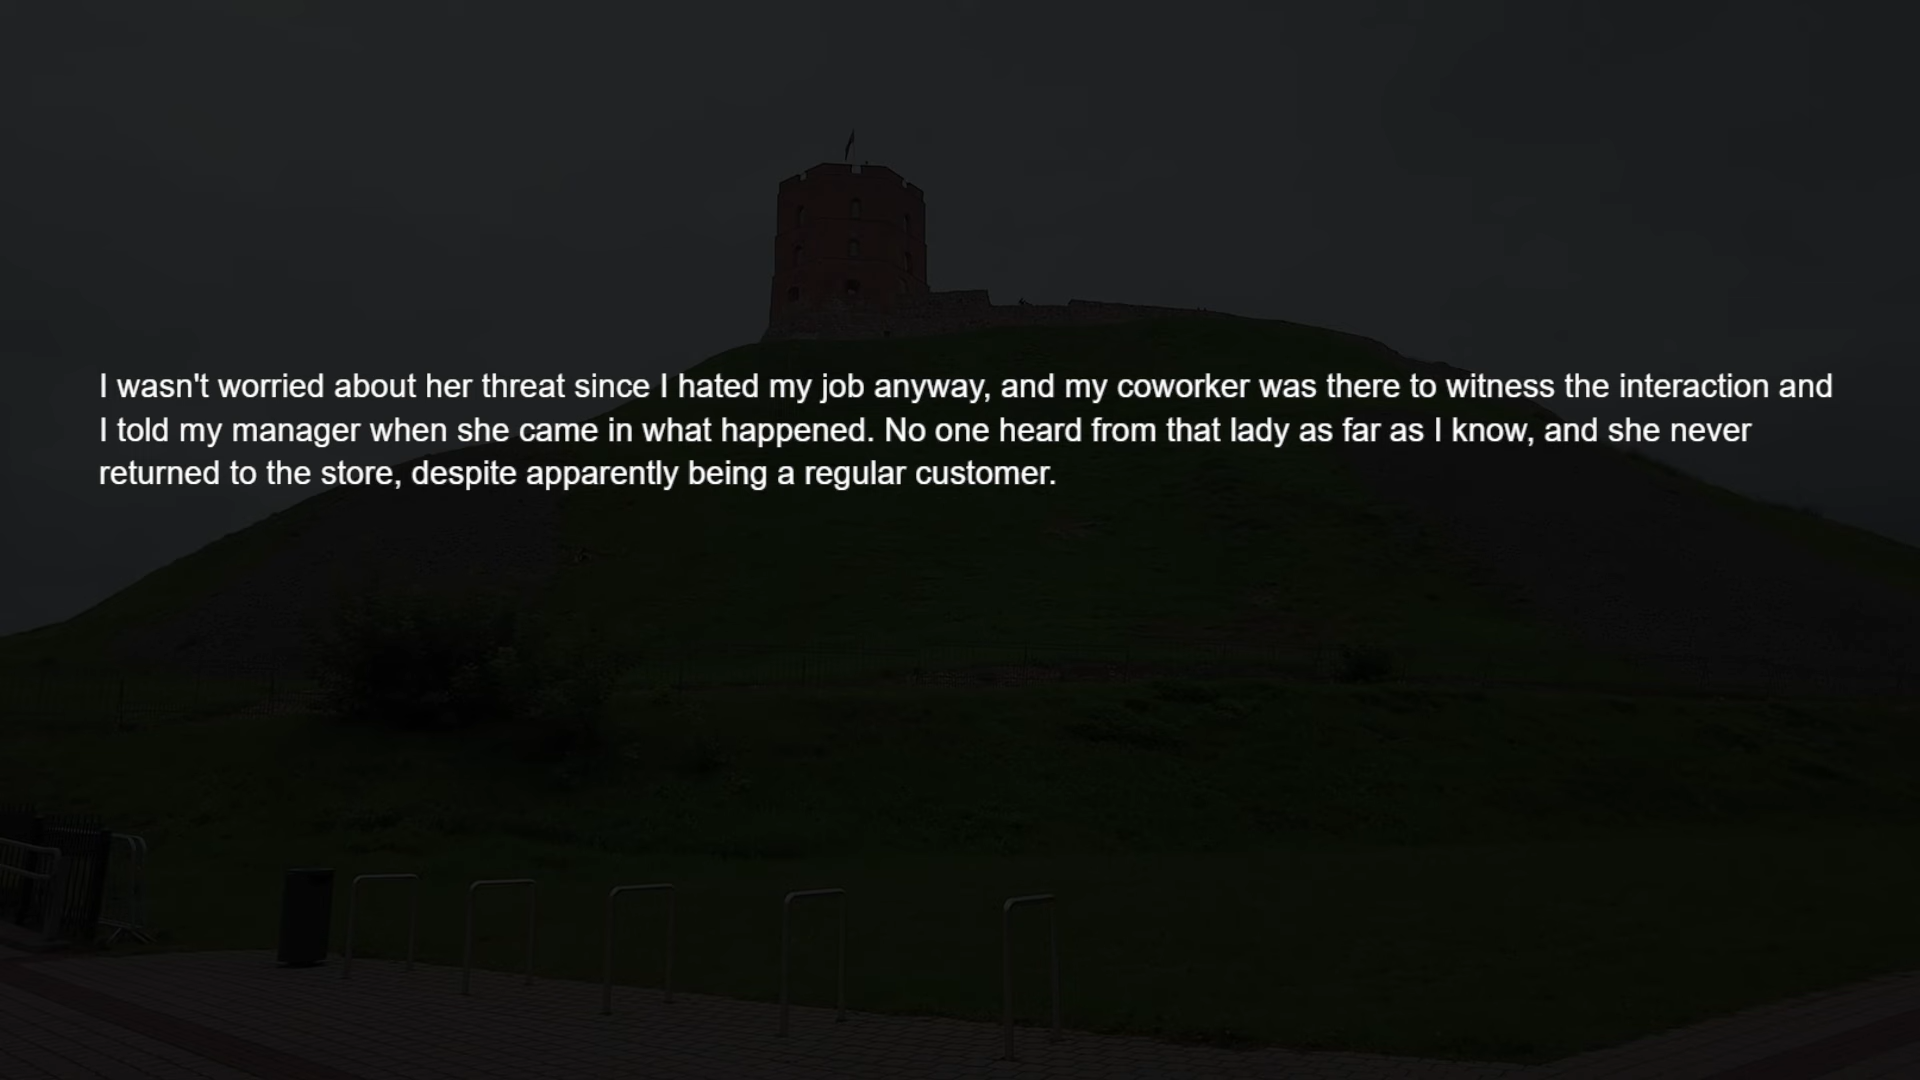 I wasn't worried about her threat since I hated my job anyway, and my coworker was there to witness the interaction and
I told my manager when she came in what happened. No one heard from that lady as far as I know, and she never
returned to the store, despite apparently being a regular customer.